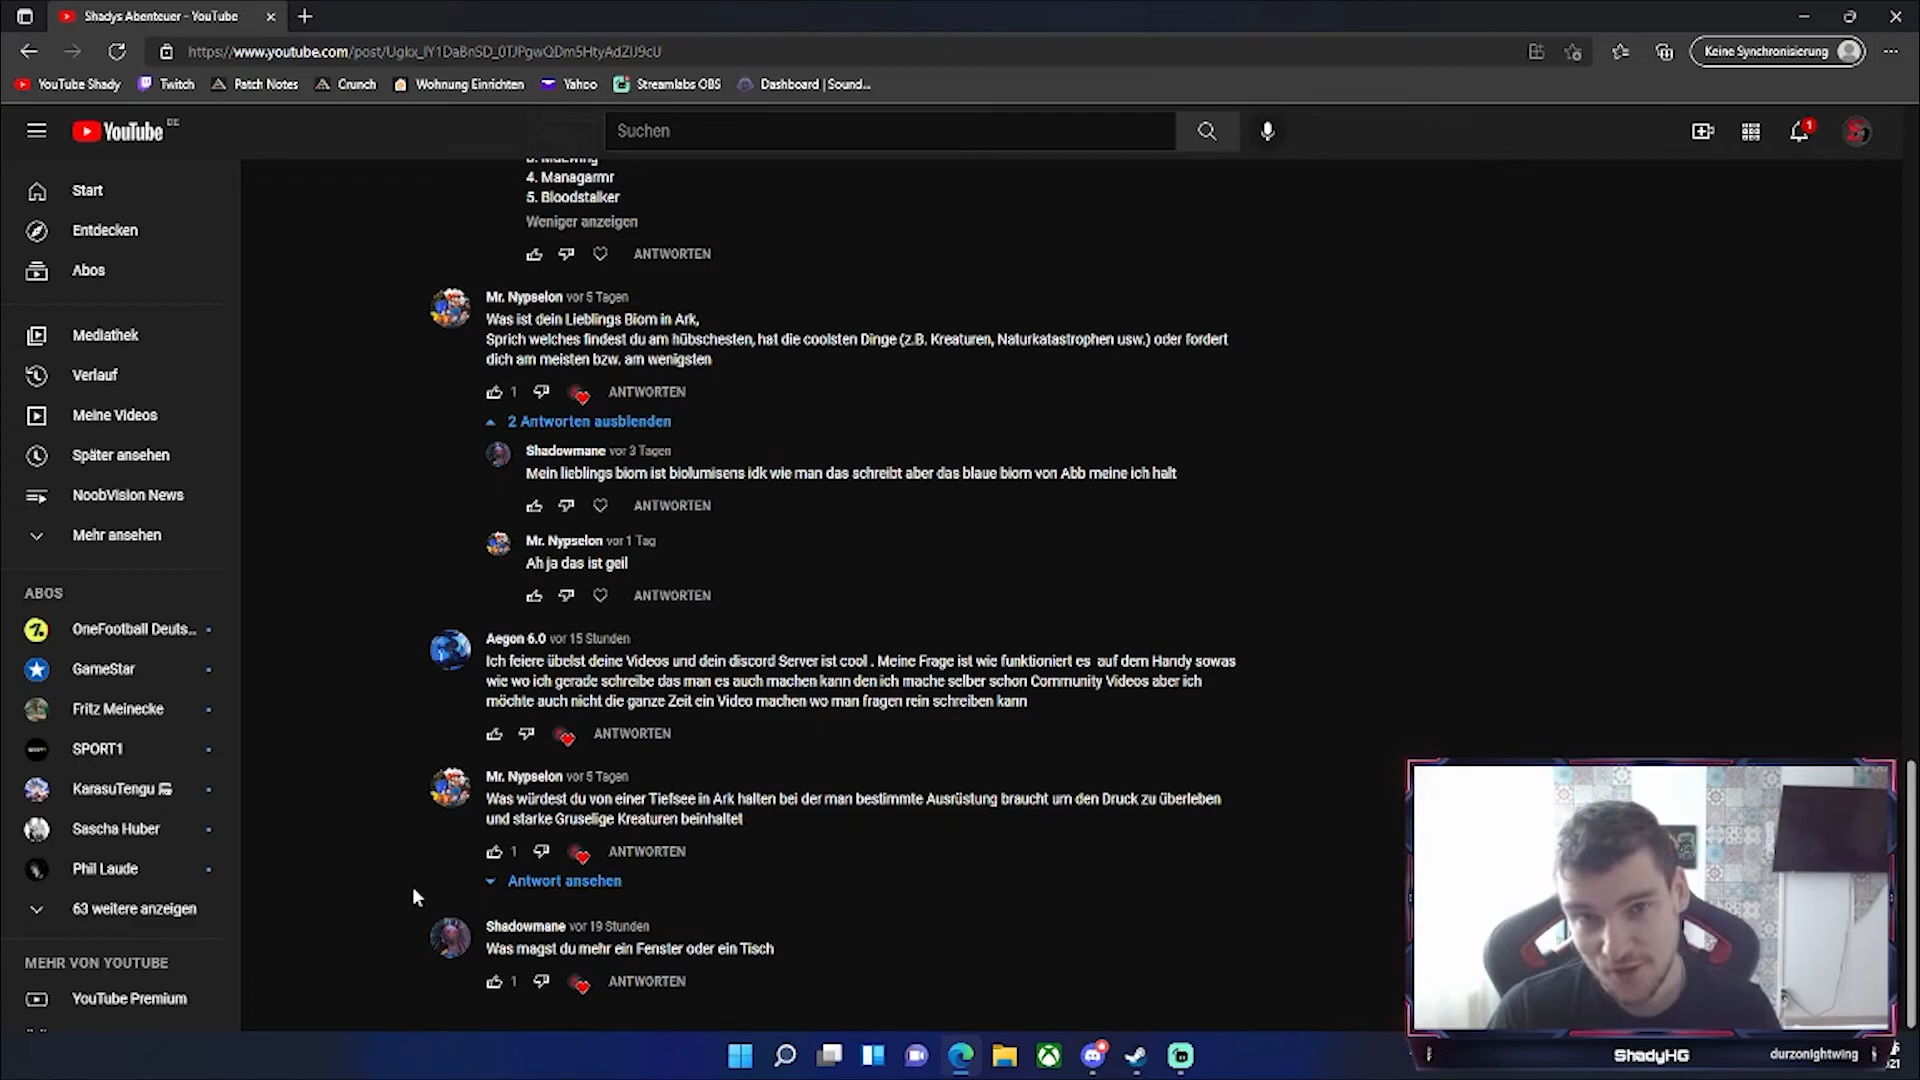 Shadys Abenteuer - YouTube
https://www.youtube.com/post/Ugkx_lY1DaBnSD_0TJPgwQDm5HtyAdZIJ9cU
Keine Synchronisierung
YouTube Shady
Twitch
Patch Notes
Crunch
Wohnung Einrichten
Yahoo
Streamlabs OBS
Dashboard | Sound...
YouTube DE
Suchen
1
Start
Entdecken
Abos
Mediathek
Verlauf
Meine Videos
Später ansehen
NoobVision News
Mehr ansehen
ABOS
OneFootball Deuts...
GameStar
Fritz Meinecke
SPORT1
KarasuTengu
Sascha Huber
Phil Laude
63 weitere anzeigen
MEHR VON YOUTUBE
YouTube Premium
4. Managarmr
5. Bloodstalker
Weniger anzeigen
ANTWORTEN
Mr. Nypselon vor 5 Tagen
Was ist dein Lieblings Biom in Ark,
Sprich welches findest du am hübschesten, hat die coolsten Dinge (z.B. Kreaturen, Naturkatastrophen usw.) oder fordert
dich am meisten bzw. am wenigsten
1 ANTWORTEN
2 Antworten ausblenden
Shadowmane vor 3 Tagen
Mein lieblings biom ist biolumisens idk wie man das schreibt aber das blaue biom von Abb meine ich halt
ANTWORTEN
Mr. Nypselon vor 1 Tag
Ah ja das ist geil
ANTWORTEN
Aegon 6.0 vor 15 Stunden
Ich feiere übelst deine Videos und dein discord Server ist cool . Meine Frage ist wie funktioniert es auf dem Handy sowas
wie wo ich gerade schreibe das man es auch machen kann den ich mache selber schon Community Videos aber ich
möchte auch nicht die ganze Zeit ein Video machen wo man fragen rein schreiben kann
ANTWORTEN
Mr. Nypselon vor 5 Tagen
Was würdest du von einer Tiefsee in Ark halten bei der man bestimmte Ausrüstung braucht um den Druck zu überleben
und starke Gruselige Kreaturen beinhaltet
1 ANTWORTEN
Antwort ansehen
Shadowmane vor 19 Stunden
Was magst du mehr ein Fenster oder ein Tisch
1 ANTWORTEN
ShadyHG
durzonightwing